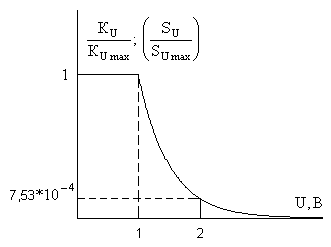 K_U / K_U max ; (S_U / S_U max)
1
7,53*10^-4
U,B
1 2